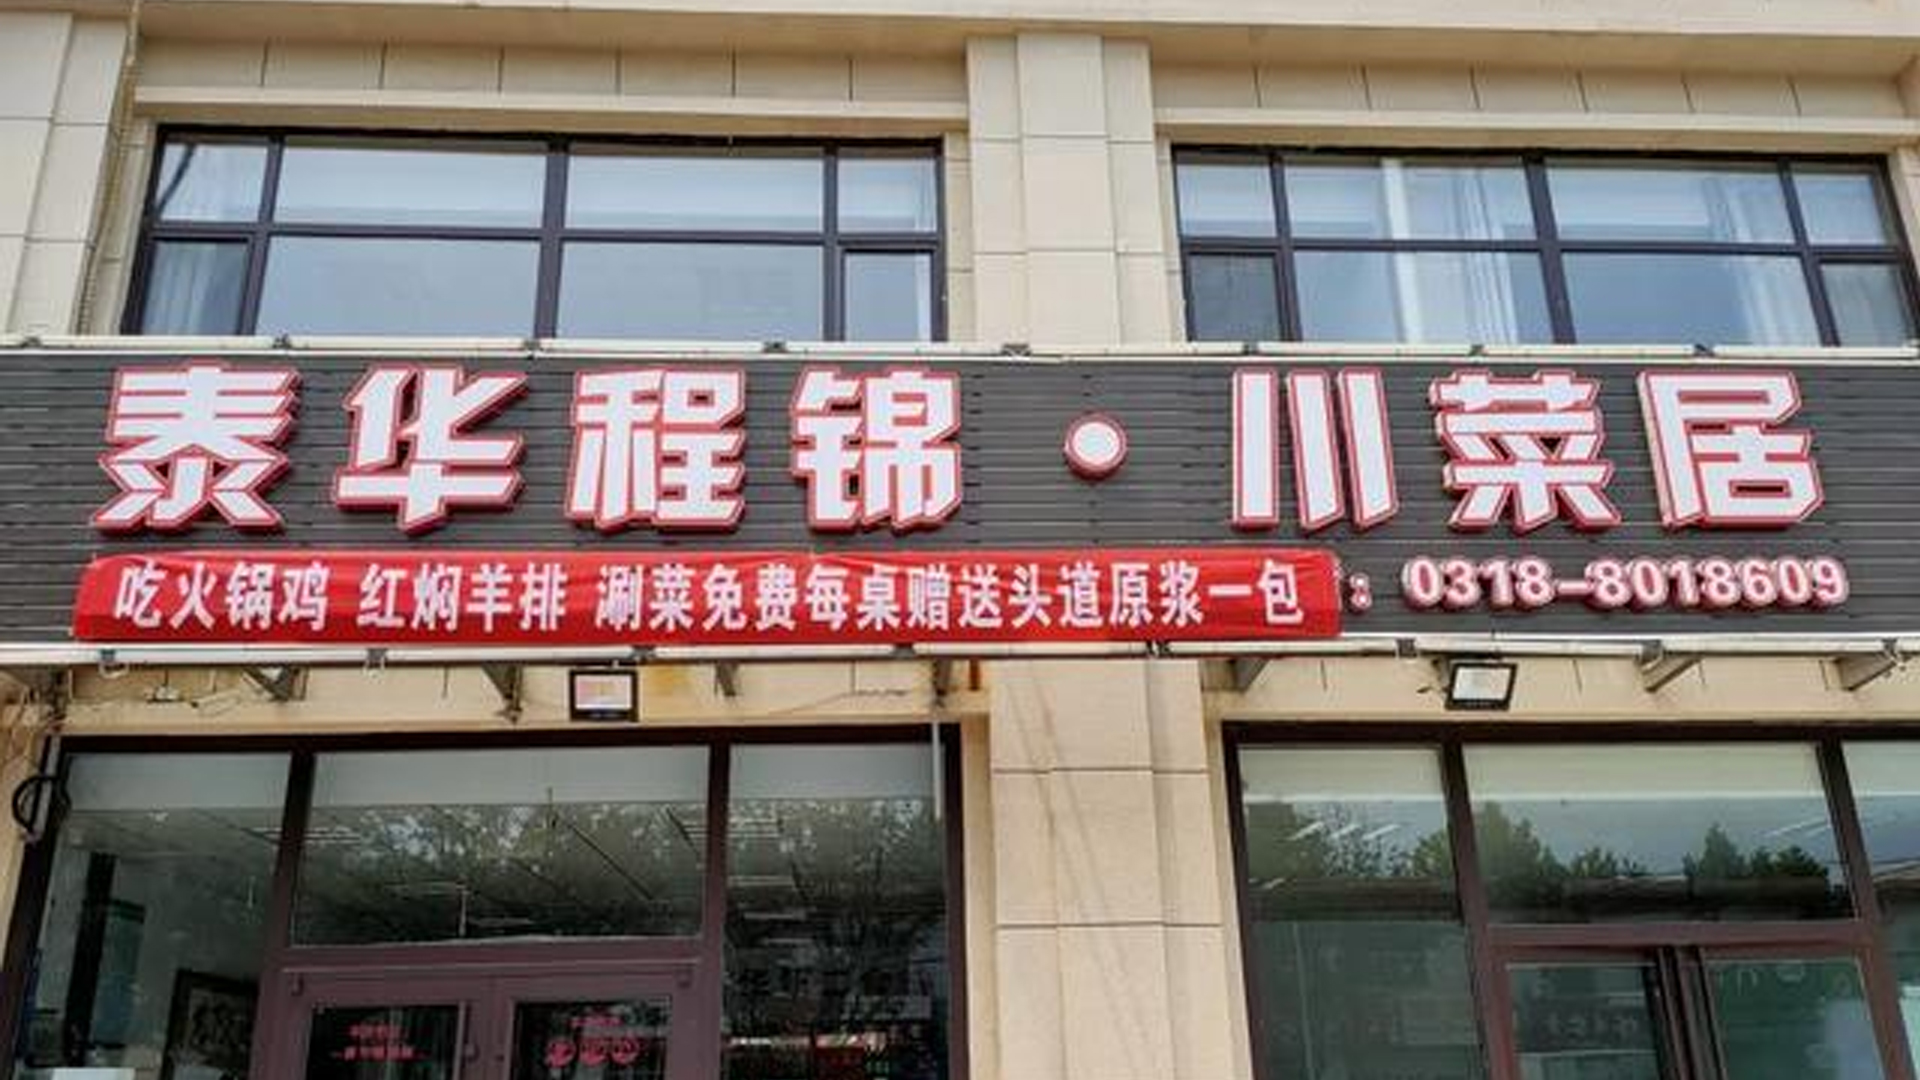 泰华程锦·川菜居
吃火锅鸡 红焖羊排 涮菜免费每桌赠送头道原浆一包
：0318-8018609